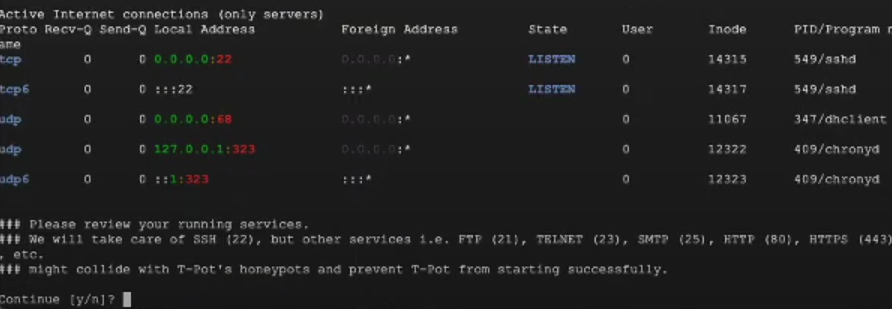 Active Internet connections (only servers)
Proto Recv-Q Send-Q Local Address Foreign Address State User Inode PID/Program n
ame
tcp 0 0 0.0.0.0:22 0.0.0.0:* LISTEN 0 14315 549/sshd
tcp6 0 0 :::22 :::* LISTEN 0 14317 549/sshd
udp 0 0 0.0.0.0:68 0.0.0.0:* 0 11067 347/dhclient
udp 0 0 127.0.0.1:323 0.0.0.0:* 0 12322 409/chronyd
udp6 0 0 ::1:323 :::* 0 12323 409/chronyd
### Please review your running services.
### We will take care of SSH (22), but other services i.e. FTP (21), TELNET (23), SMTP (25), HTTP (80), HTTPS (443)
, etc.
### might collide with T-Pot's honeypots and prevent T-Pot from starting successfully.
Continue [y/n]?